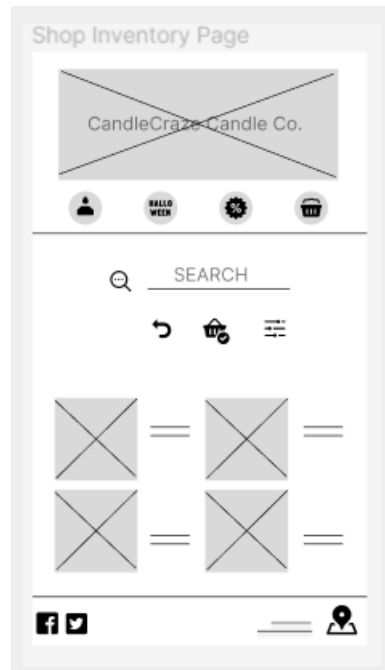 Shop Inventory Page
CandleCraze Candle Co.
HALLO
WEEN
%
SEARCH